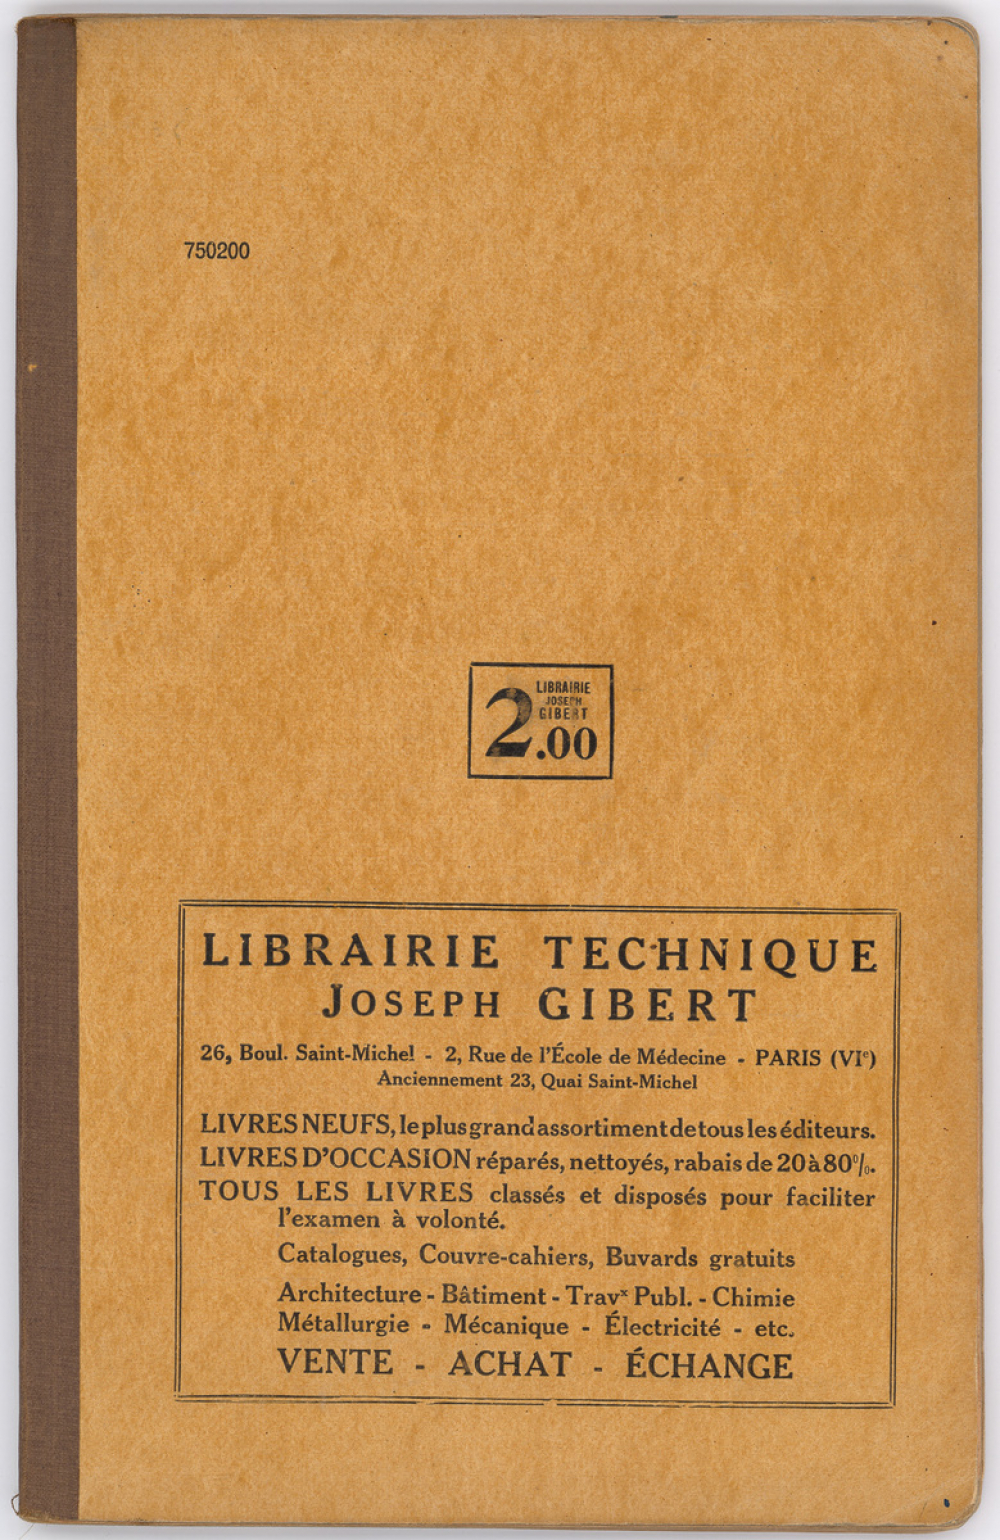 750200
LIBRAIRIE
JOSEPH
GIBERT
2.00
LIBRAIRIE TECHNIQUE
JOSEPH GIBERT
26, Boul. Saint-Michel - 2, Rue de l'École de Médecine - PARIS (VIe)
Anciennement 23, Quai Saint-Michel
LIVRES NEUFS, le plus grand assortiment de tous les éditeurs.
LIVRES D'OCCASION réparés, nettoyés, rabais de 20 à 80%.
TOUS LES LIVRES classés et disposés pour faciliter
l'examen à volonté.
Catalogues, Couvre-cahiers, Buvards gratuits
Architecture - Bâtiment - Travx Publ. - Chimie
Métallurgie - Mécanique - Électricité - etc.
VENTE - ACHAT - ÉCHANGE